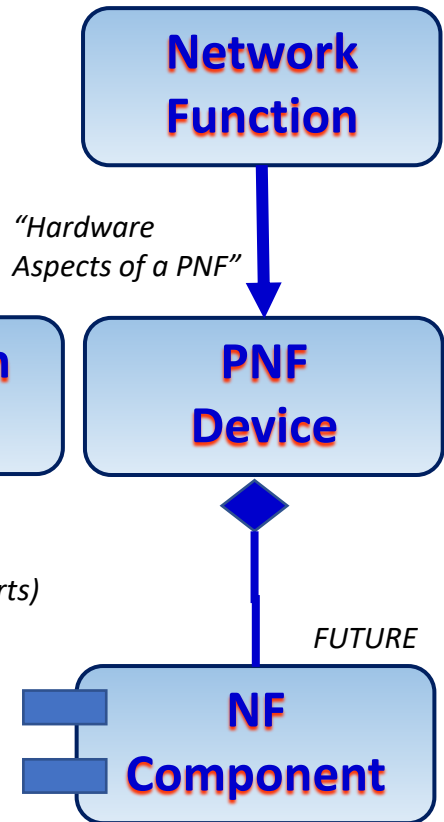 Network
Function
“Hardware
Aspects of a PNF”
PNF
Device
FUTURE
NF
Component